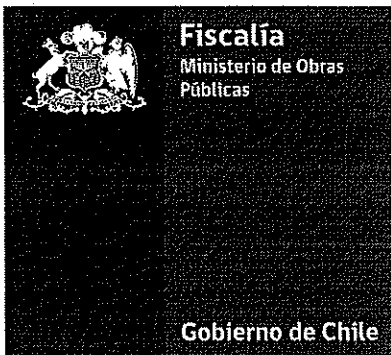 Fiscalía
Ministerio de Obras
Públicas
Gobierno de Chile